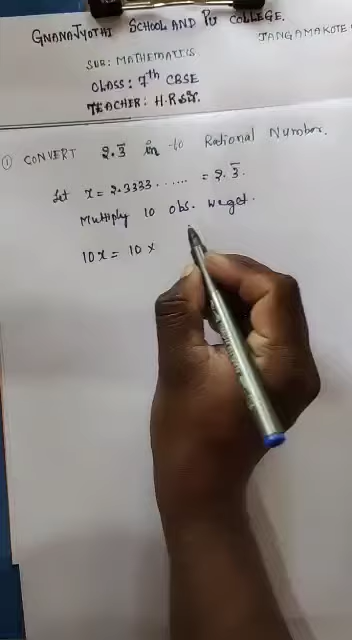 GNANAJYOTHI SCHOOL AND PU COLLEGE.
JANGAMAKOTE
SUB: MATHEMATICS
CLASS: 7th CBSE
TEACHER: H.R
① CONVERT 2.3̅ in to Rational Number.
Let x = 2.3333....... = 2.3̅.
Multiply 10 obs. we get.
10x = 10 x